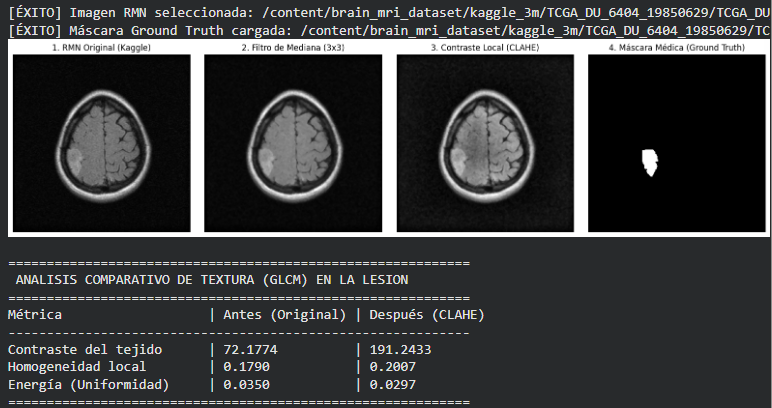 [ÉXITO] Imagen RMN seleccionada: /content/brain_mri_dataset/kaggle_3m/TCGA_DU_6404_19850629/TCGA_DU
[ÉXITO] Máscara Ground Truth cargada: /content/brain_mri_dataset/kaggle_3m/TCGA_DU_6404_19850629/TC
1. RMN Original (Kaggle) 2. Filtro de Mediana (3x3) 3. Contraste Local (CLAHE) 4. Máscara Médica (Ground Truth)
============================================================
ANALISIS COMPARATIVO DE TEXTURA (GLCM) EN LA LESION
============================================================
Métrica | Antes (Original) | Después (CLAHE)
------------------------------------------------------------
Contraste del tejido | 72.1774 | 191.2433
Homogeneidad local | 0.1790 | 0.2007
Energía (Uniformidad) | 0.0350 | 0.0297
============================================================